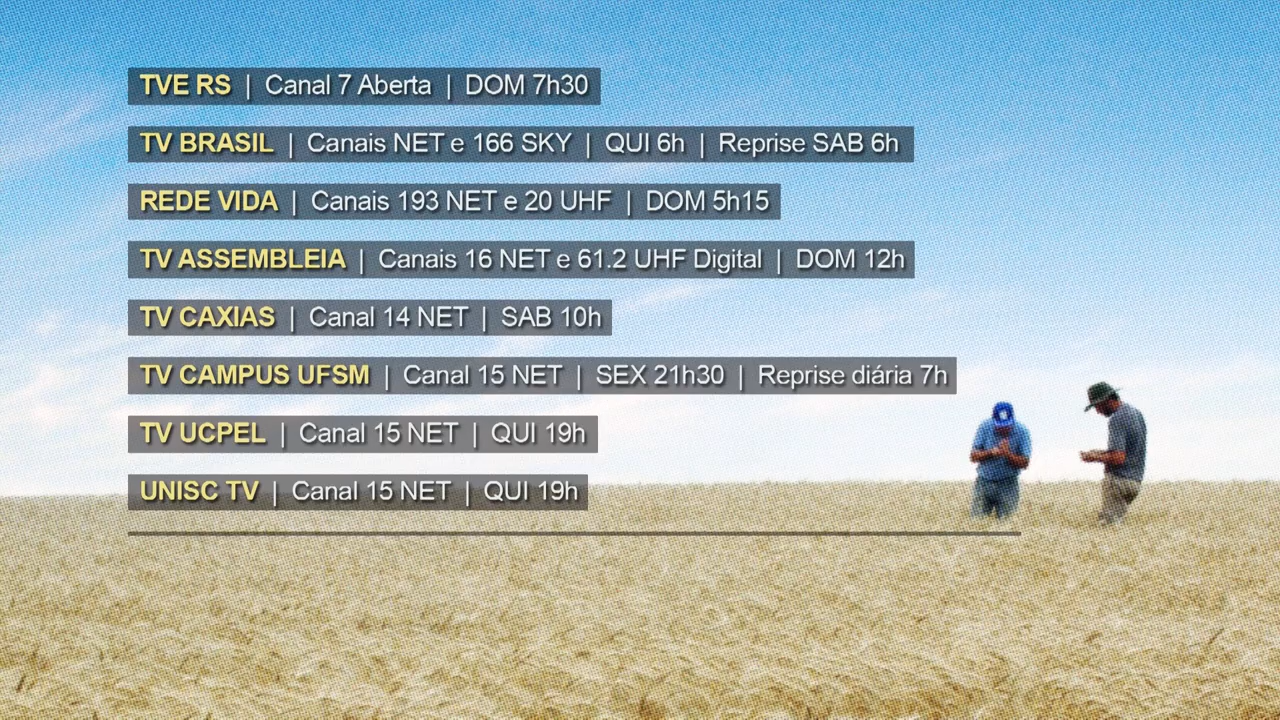 TVE RS | Canal 7 Aberta | DOM 7h30
TV BRASIL | Canais NET e 166 SKY | QUI 6h | Reprise SAB 6h
REDE VIDA | Canais 193 NET e 20 UHF | DOM 5h15
TV ASSEMBLEIA | Canais 16 NET e 61.2 UHF Digital | DOM 12h
TV CAXIAS | Canal 14 NET | SAB 10h
TV CAMPUS UFSM | Canal 15 NET | SEX 21h30 | Reprise diária 7h
TV UCPEL | Canal 15 NET | QUI 19h
UNISC TV | Canal 15 NET | QUI 19h